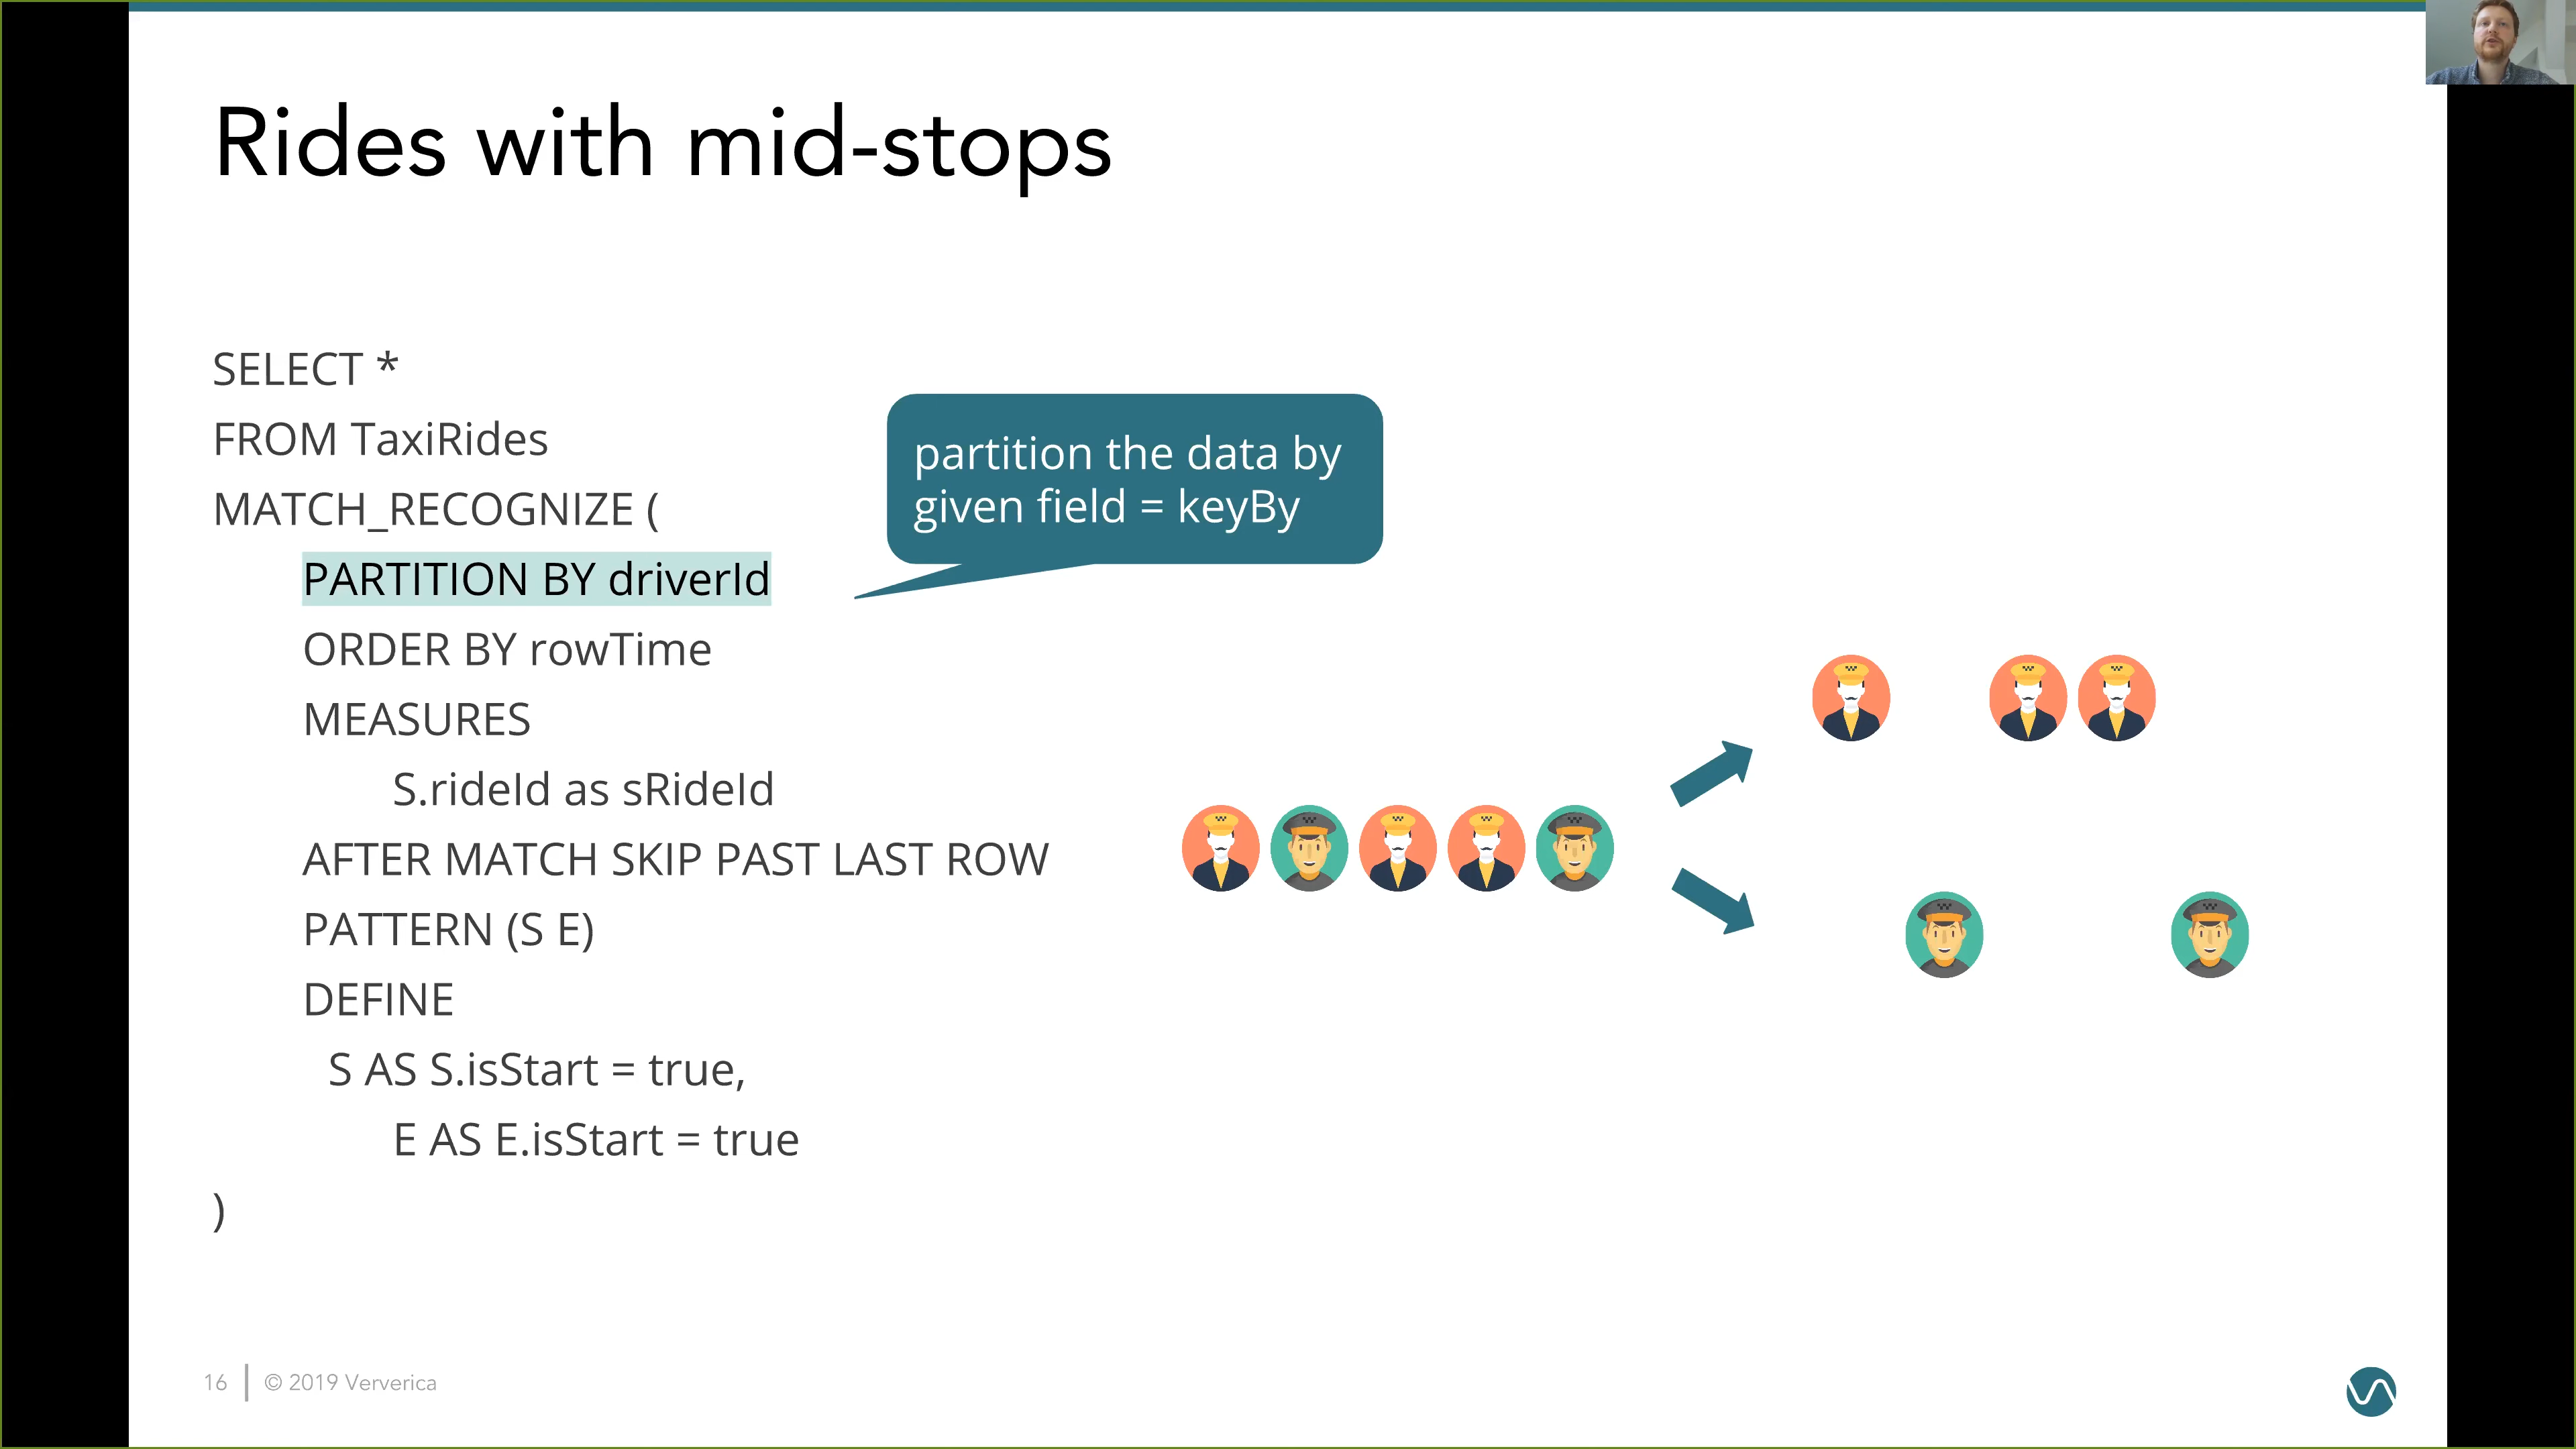 Rides with mid-stops
SELECT *
FROM TaxiRides
MATCH_RECOGNIZE (
PARTITION BY driverId
ORDER BY rowTime
MEASURES
S.rideId as sRideId
AFTER MATCH SKIP PAST LAST ROW
PATTERN (S E)
DEFINE
S AS S.isStart = true,
E AS E.isStart = true
)
partition the data by
given field = keyBy
16 © 2019 Ververica